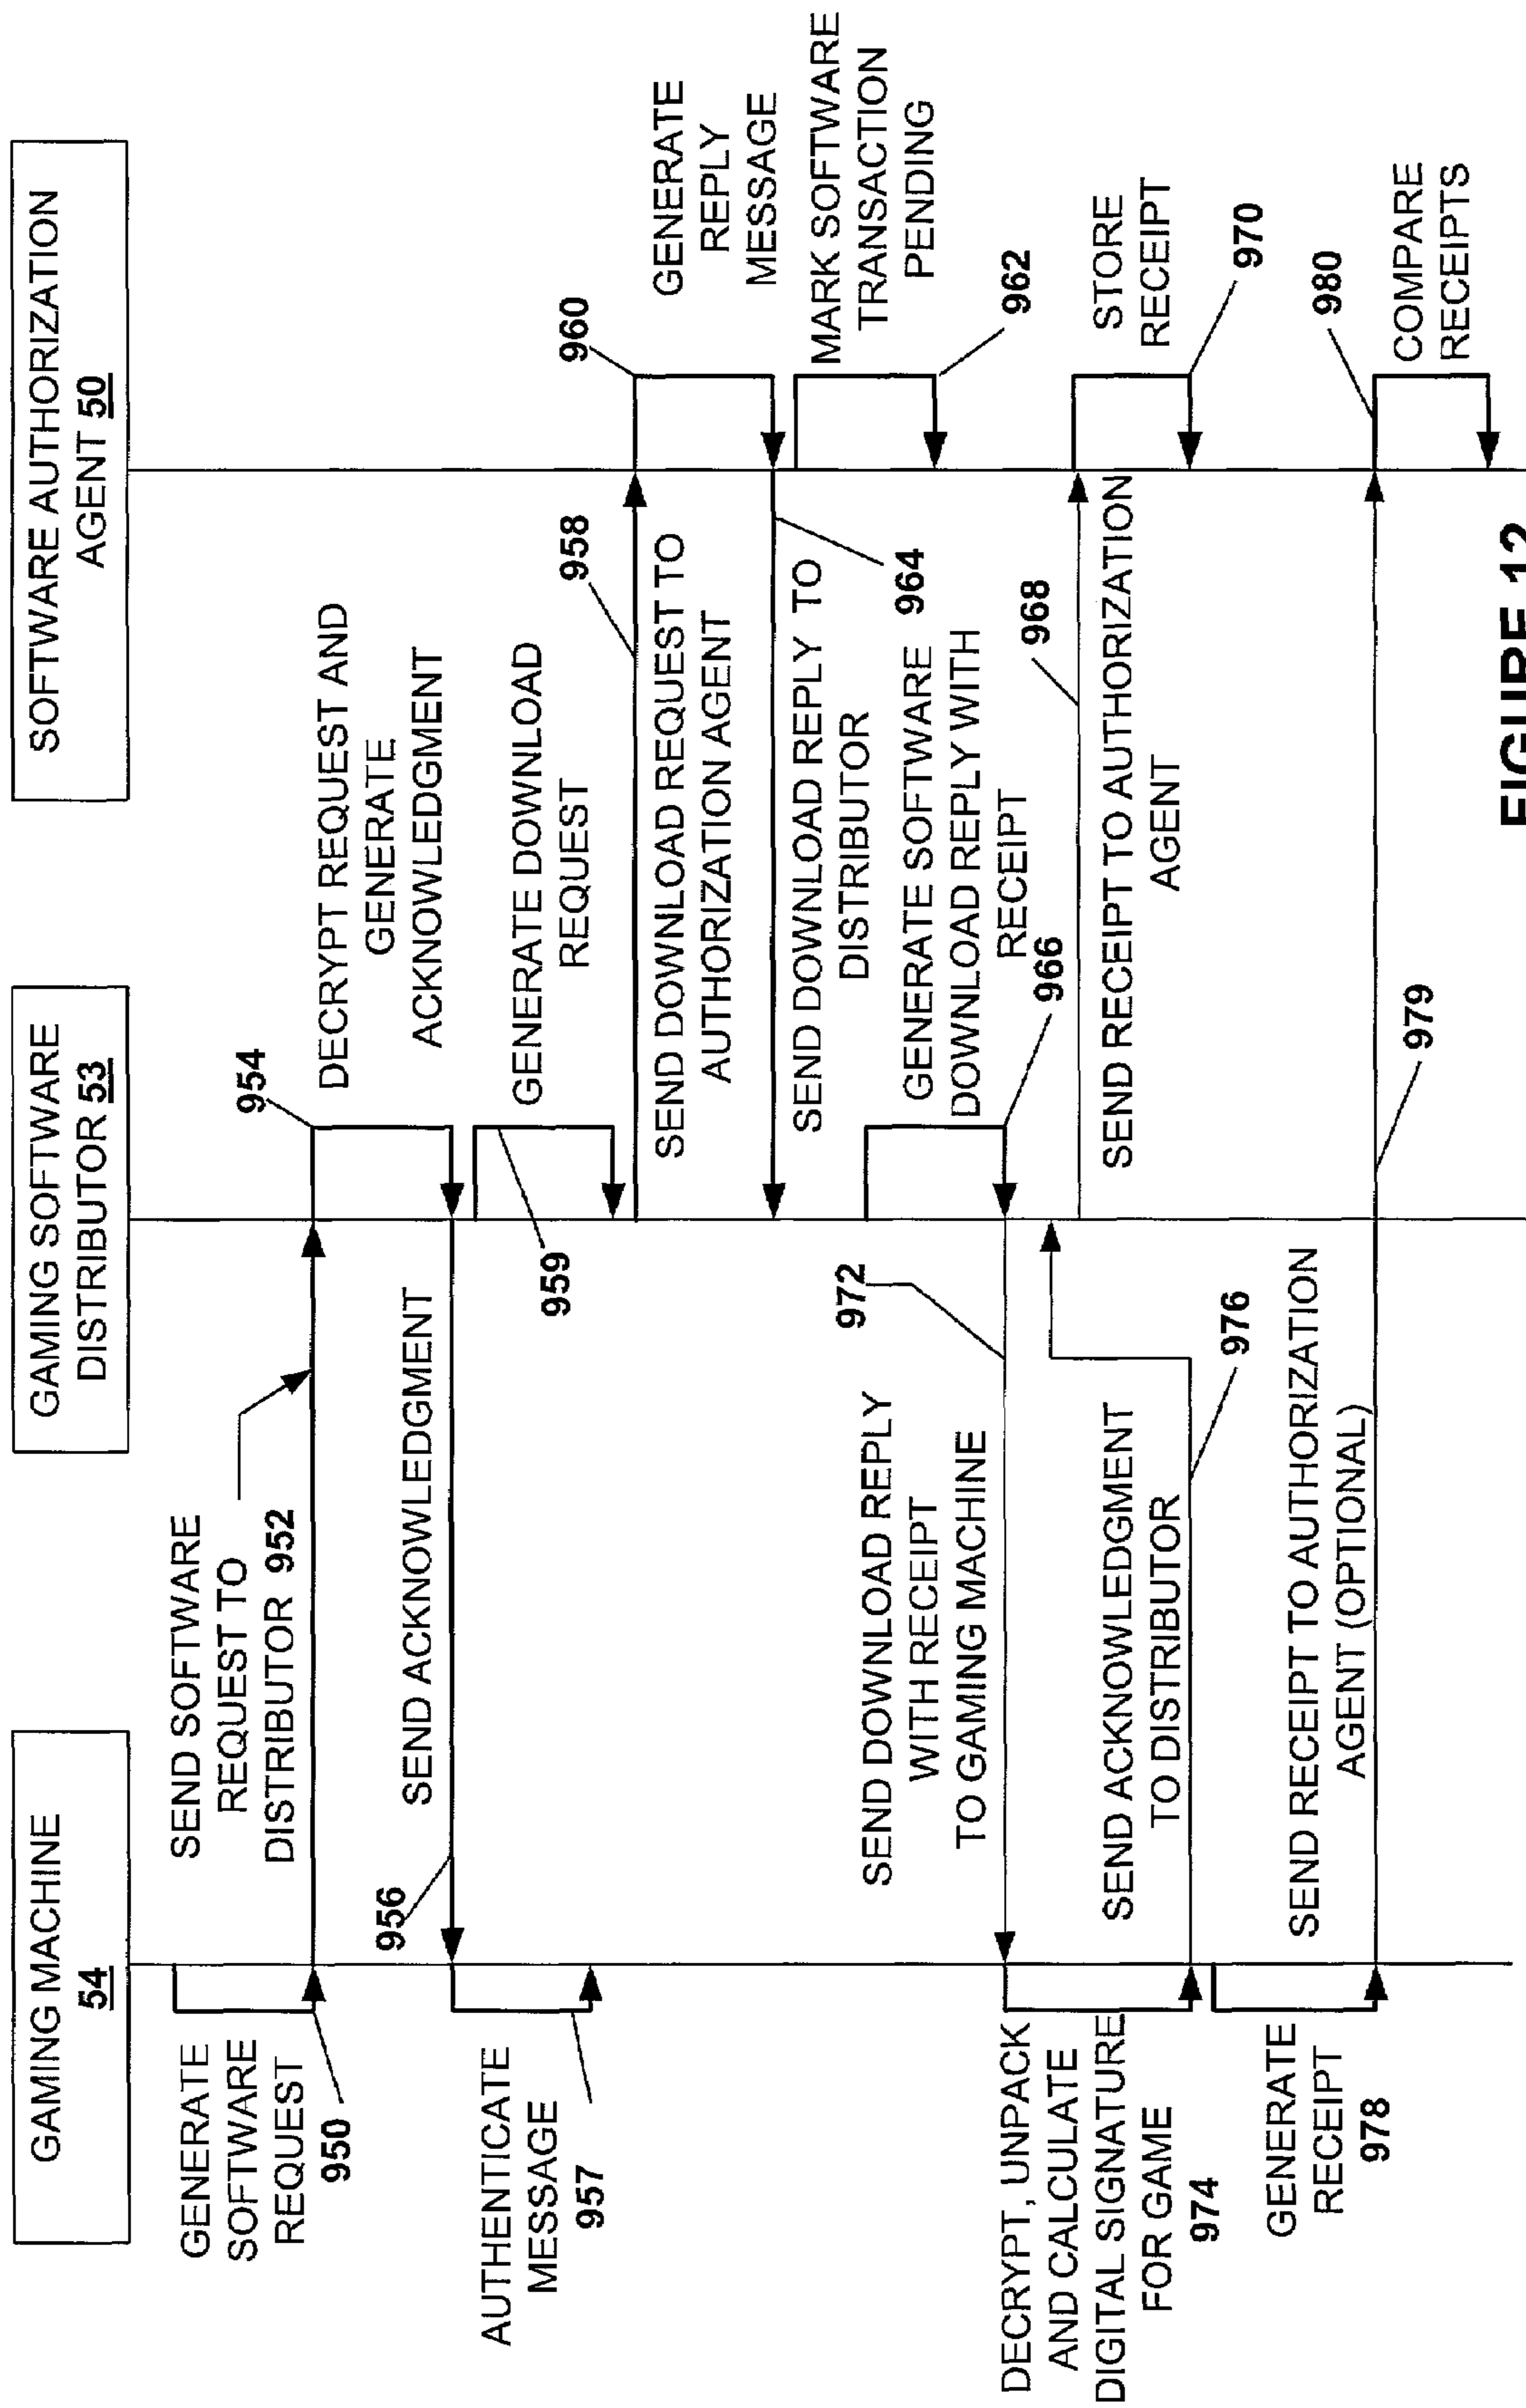 GAMING MACHINE
54
GAMING SOFTWARE
DISTRIBUTOR 53
SOFTWARE AUTHORIZATION
AGENT 50
GENERATE
SOFTWARE
REQUEST
950
SEND SOFTWARE
REQUEST TO
DISTRIBUTOR 952
954
DECRYPT REQUEST AND
GENERATE
ACKNOWLEDGMENT
956
SEND ACKNOWLEDGMENT
AUTHENTICATE
MESSAGE
957
959
GENERATE DOWNLOAD
REQUEST
958
SEND DOWNLOAD REQUEST TO
AUTHORIZATION AGENT
960
GENERATE
REPLY
MESSAGE
MARK SOFTWARE
TRANSACTION
PENDING
962
SEND DOWNLOAD REPLY TO
DISTRIBUTOR
964
GENERATE SOFTWARE
DOWNLOAD REPLY WITH
RECEIPT
966
972
SEND DOWNLOAD REPLY
WITH RECEIPT
TO GAMING MACHINE
968
SEND RECEIPT TO AUTHORIZATION
AGENT
STORE
RECEIPT
970
DECRYPT, UNPACK
AND CALCULATE
DIGITAL SIGNATURE
FOR GAME
974
SEND ACKNOWLEDGMENT
TO DISTRIBUTOR
976
GENERATE
RECEIPT
978
SEND RECEIPT TO AUTHORIZATION
AGENT (OPTIONAL)
979
980
COMPARE
RECEIPTS
FIGURE 12